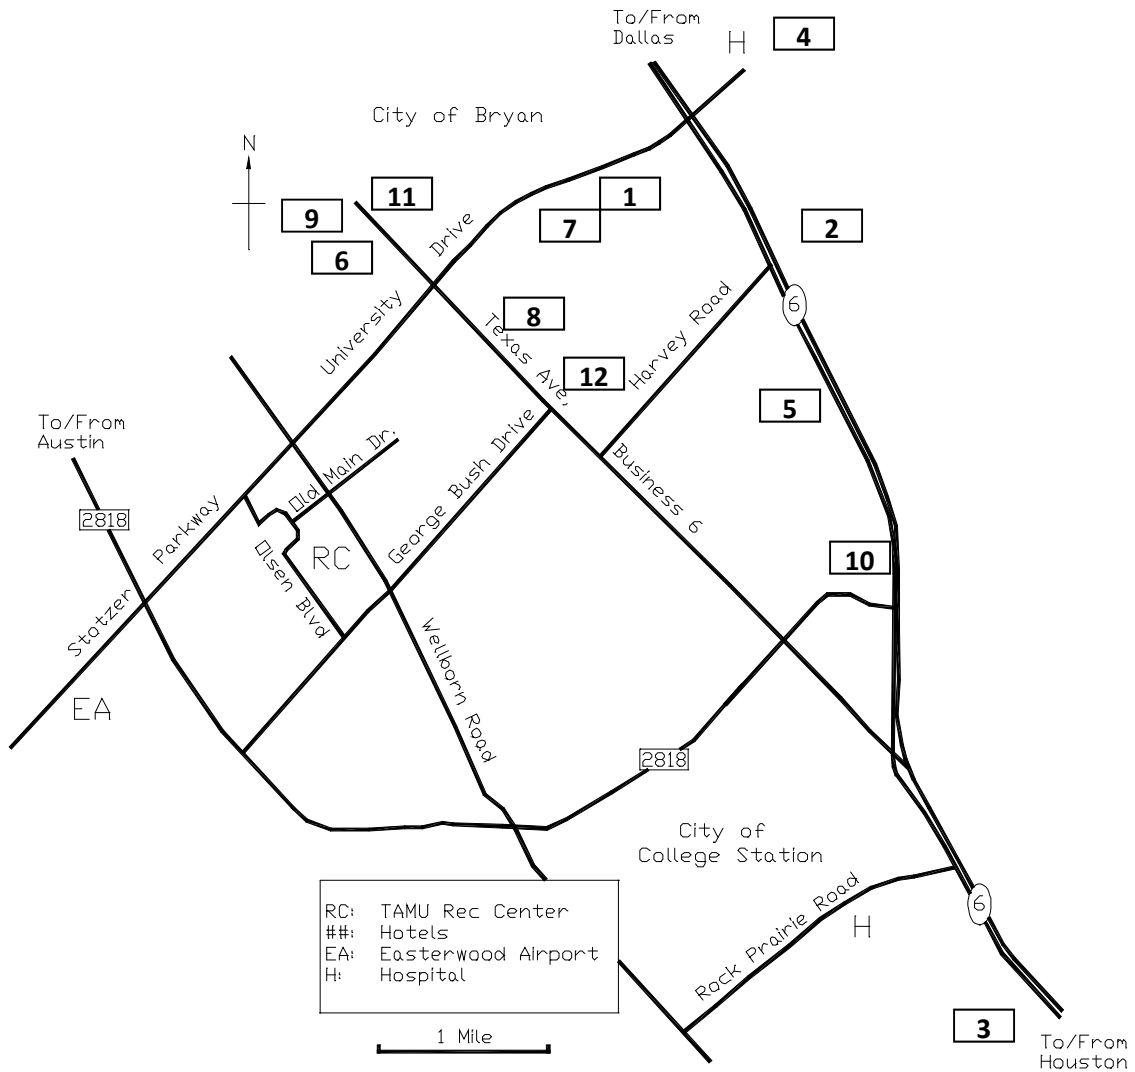 To/From
Dallas
H
4
City of Bryan
N
11
1
9
7
2
6
University
Drive
8
Texas Ave,
12
Harvey Road
6
5
To/From
Austin
2818
Stotzer
Parkway
Old Main Dr.
George Bush Drive
Business 6
Olsen Blvd
RC
10
Wellborn Road
EA
2818
City of
College Station
6
Rock Prairie Road
H
RC: TAMU Rec Center
##: Hotels
EA: Easterwood Airport
H: Hospital
1 Mile
3
To/From
Houston